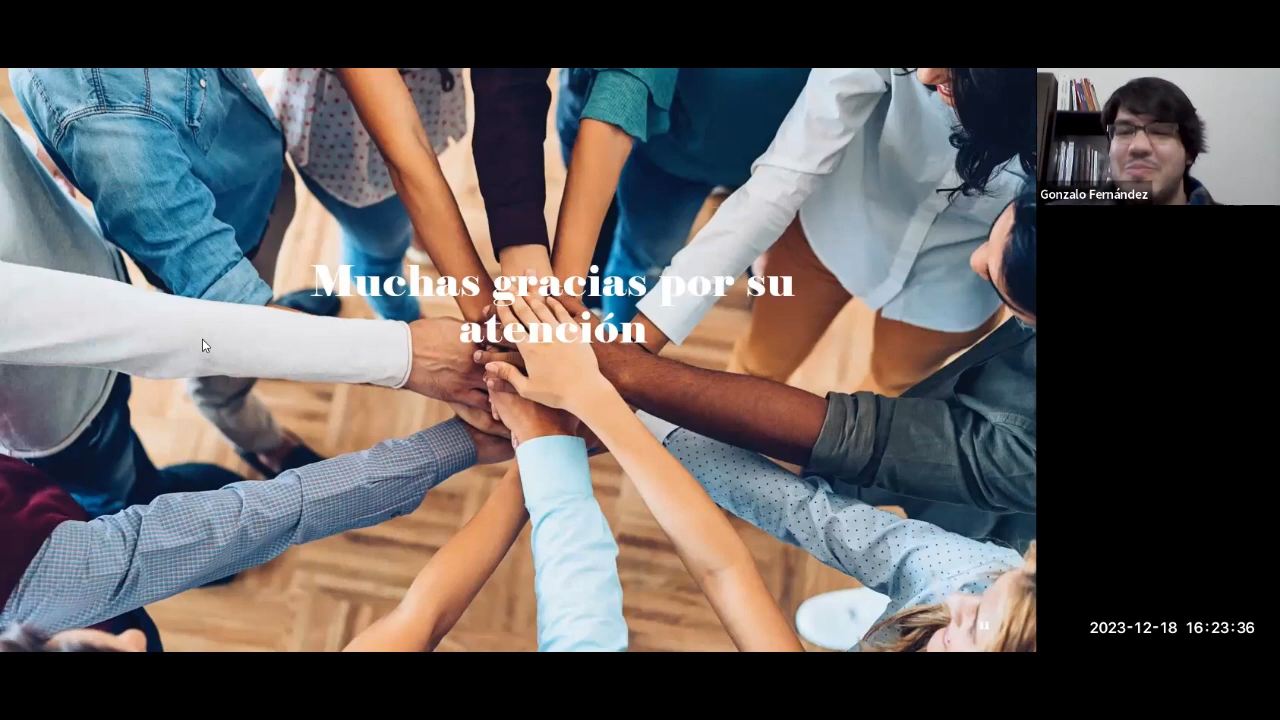 Muchas gracias por su
atención
Gonzalo Fernández
2023-12-18 16:23:36